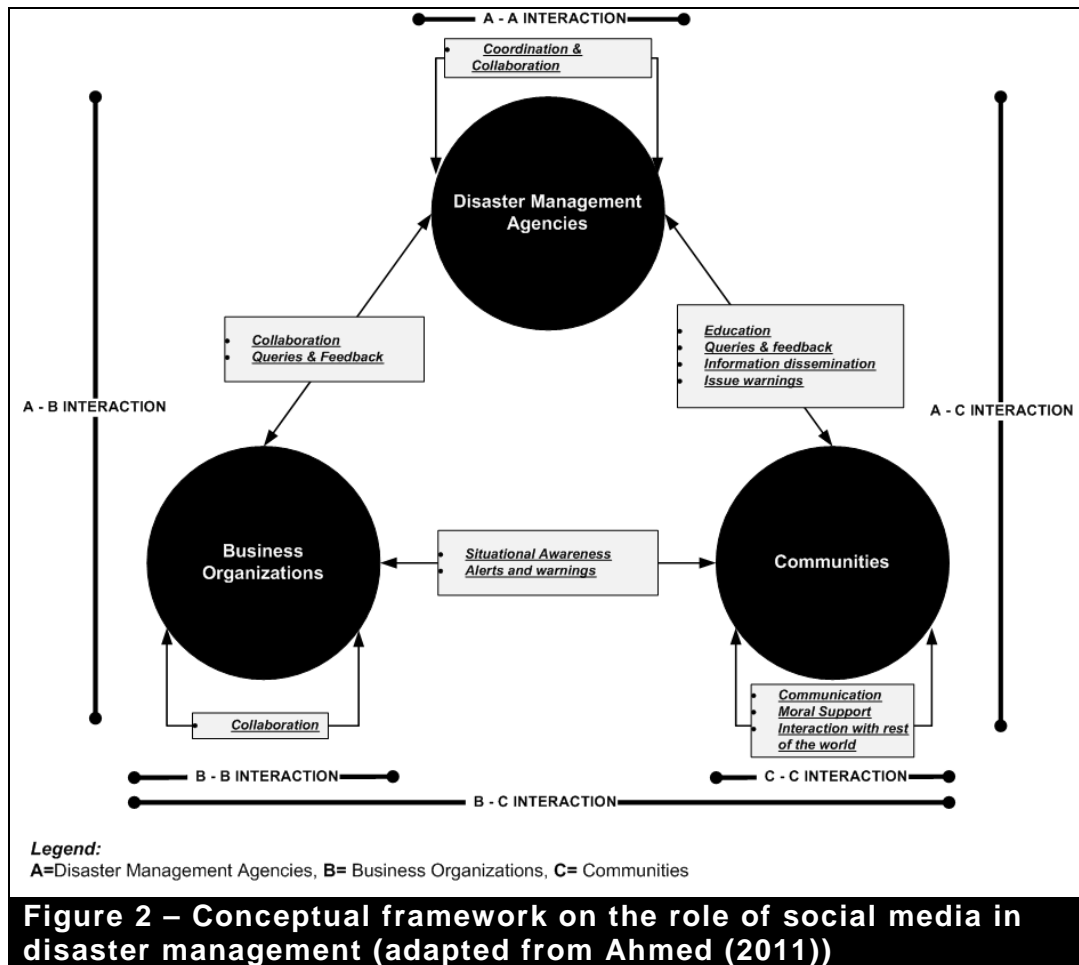 A - A INTERACTION
• Coordination &
Collaboration
Disaster Management
Agencies
• Collaboration
• Queries & Feedback
• Education
• Queries & feedback
• Information dissemination
• Issue warnings
A - B INTERACTION
A - C INTERACTION
Business
Organizations
• Situational Awareness
• Alerts and warnings
Communities
• Collaboration
• Communication
• Moral Support
• Interaction with rest
of the world
B - B INTERACTION
C - C INTERACTION
B - C INTERACTION
Legend:
A=Disaster Management Agencies, B= Business Organizations, C= Communities
Figure 2 – Conceptual framework on the role of social media in
disaster management (adapted from Ahmed (2011))